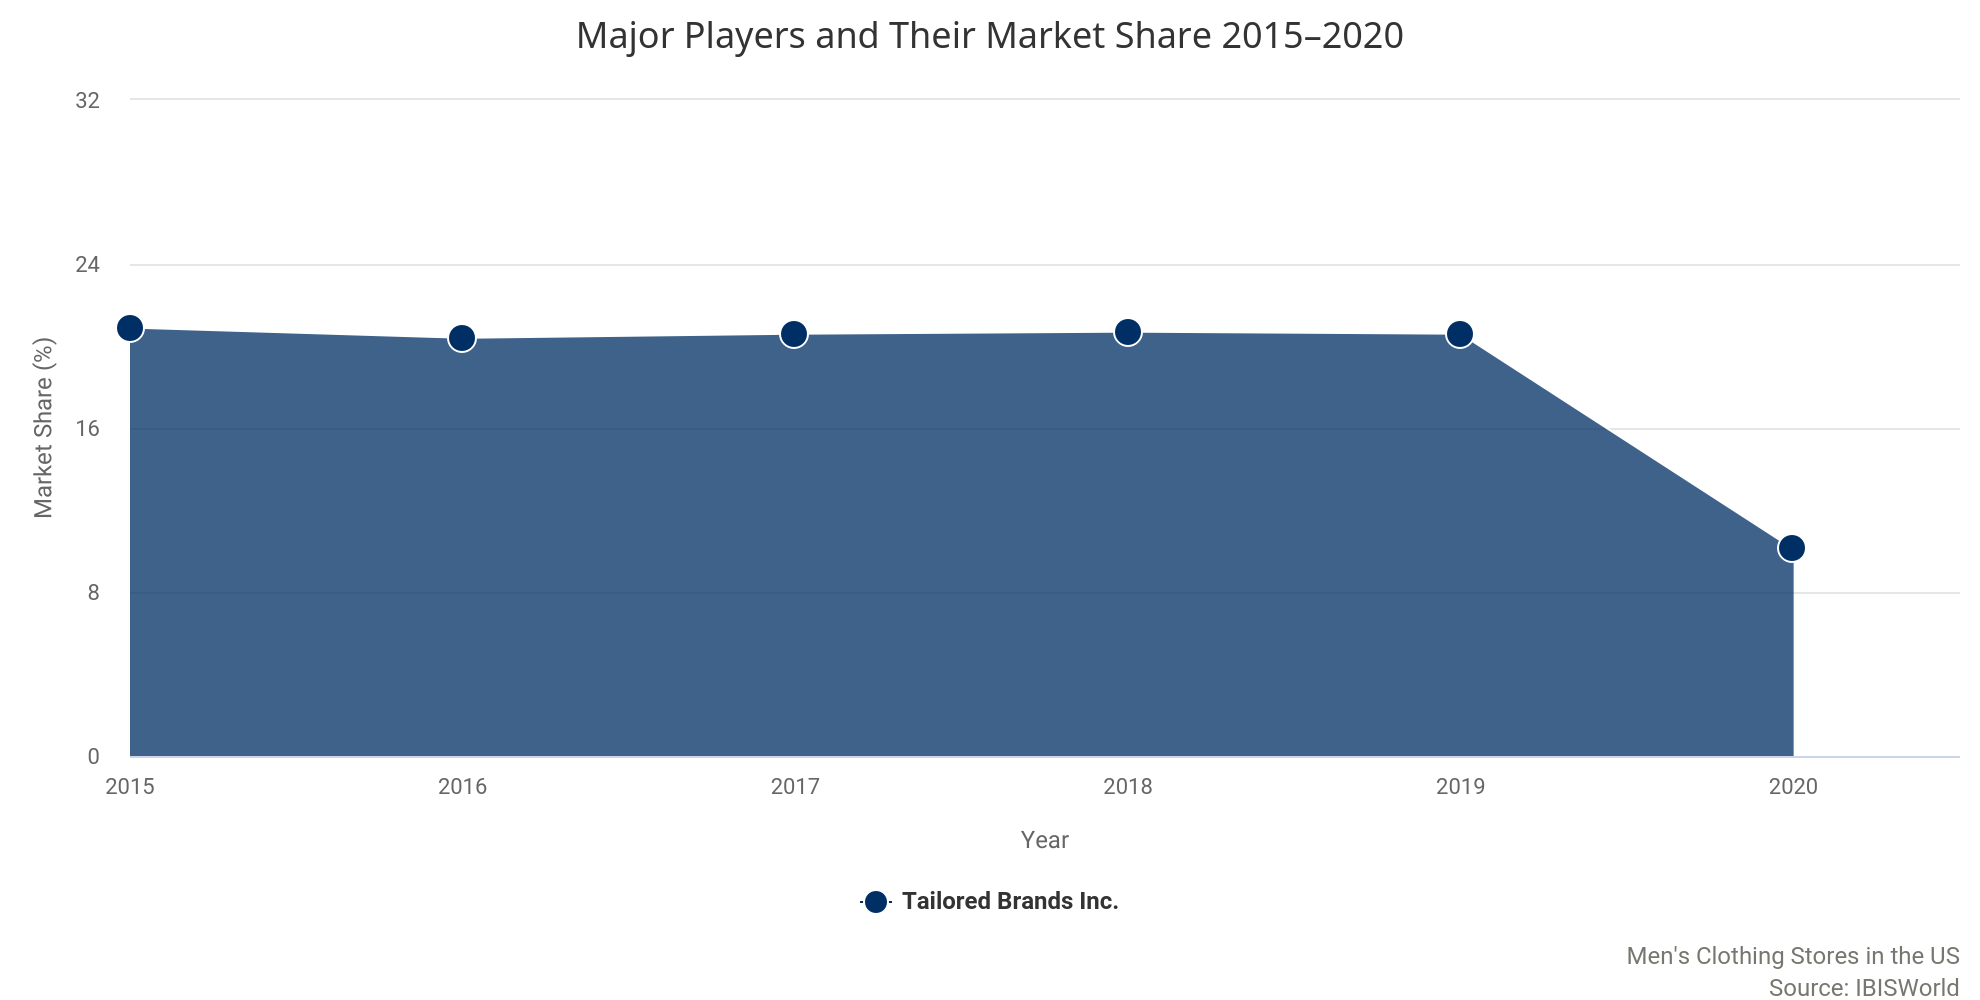 Major Players and Their Market Share 2015–2020
32
24
16
8
0
Market Share (%)
2015
2016
2017
2018
2019
2020
Year
Tailored Brands Inc.
Men's Clothing Stores in the US
Source: IBISWorld